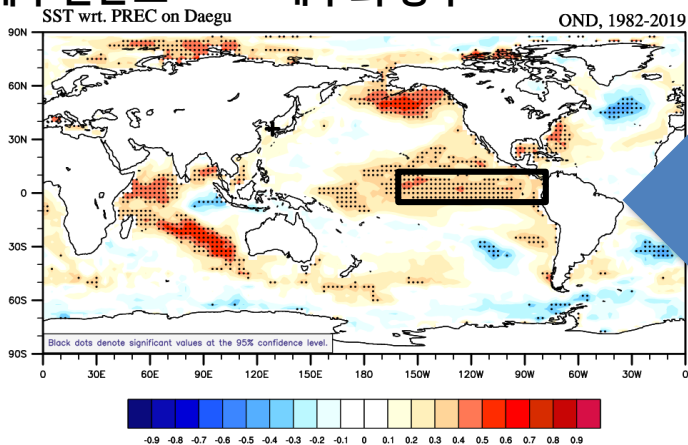 SST wrt. PREC on Daegu
OND, 1982-2019
90N
60N
30N
0
30S
60S
90S
Black dots denote significant values at the 95% confidence level.
0 30E 60E 90E 120E 150E 180 150W 120W 90W 60W 30W 0
-0.9 -0.8 -0.7 -0.6 -0.5 -0.4 -0.3 -0.2 -0.1 0 0.1 0.2 0.3 0.4 0.5 0.6 0.7 0.8 0.9